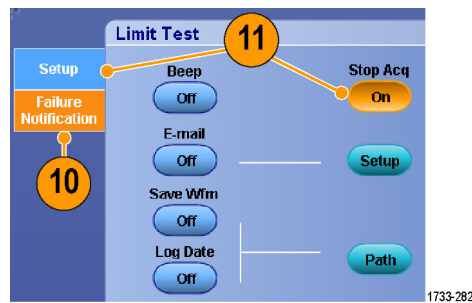 Limit Test
11
Setup
Failure
Notification
10
Beep
Off
Stop Acq
On
E-mail
Off
Setup
Save Wfm
Off
Log Date
Off
Path
1733-282